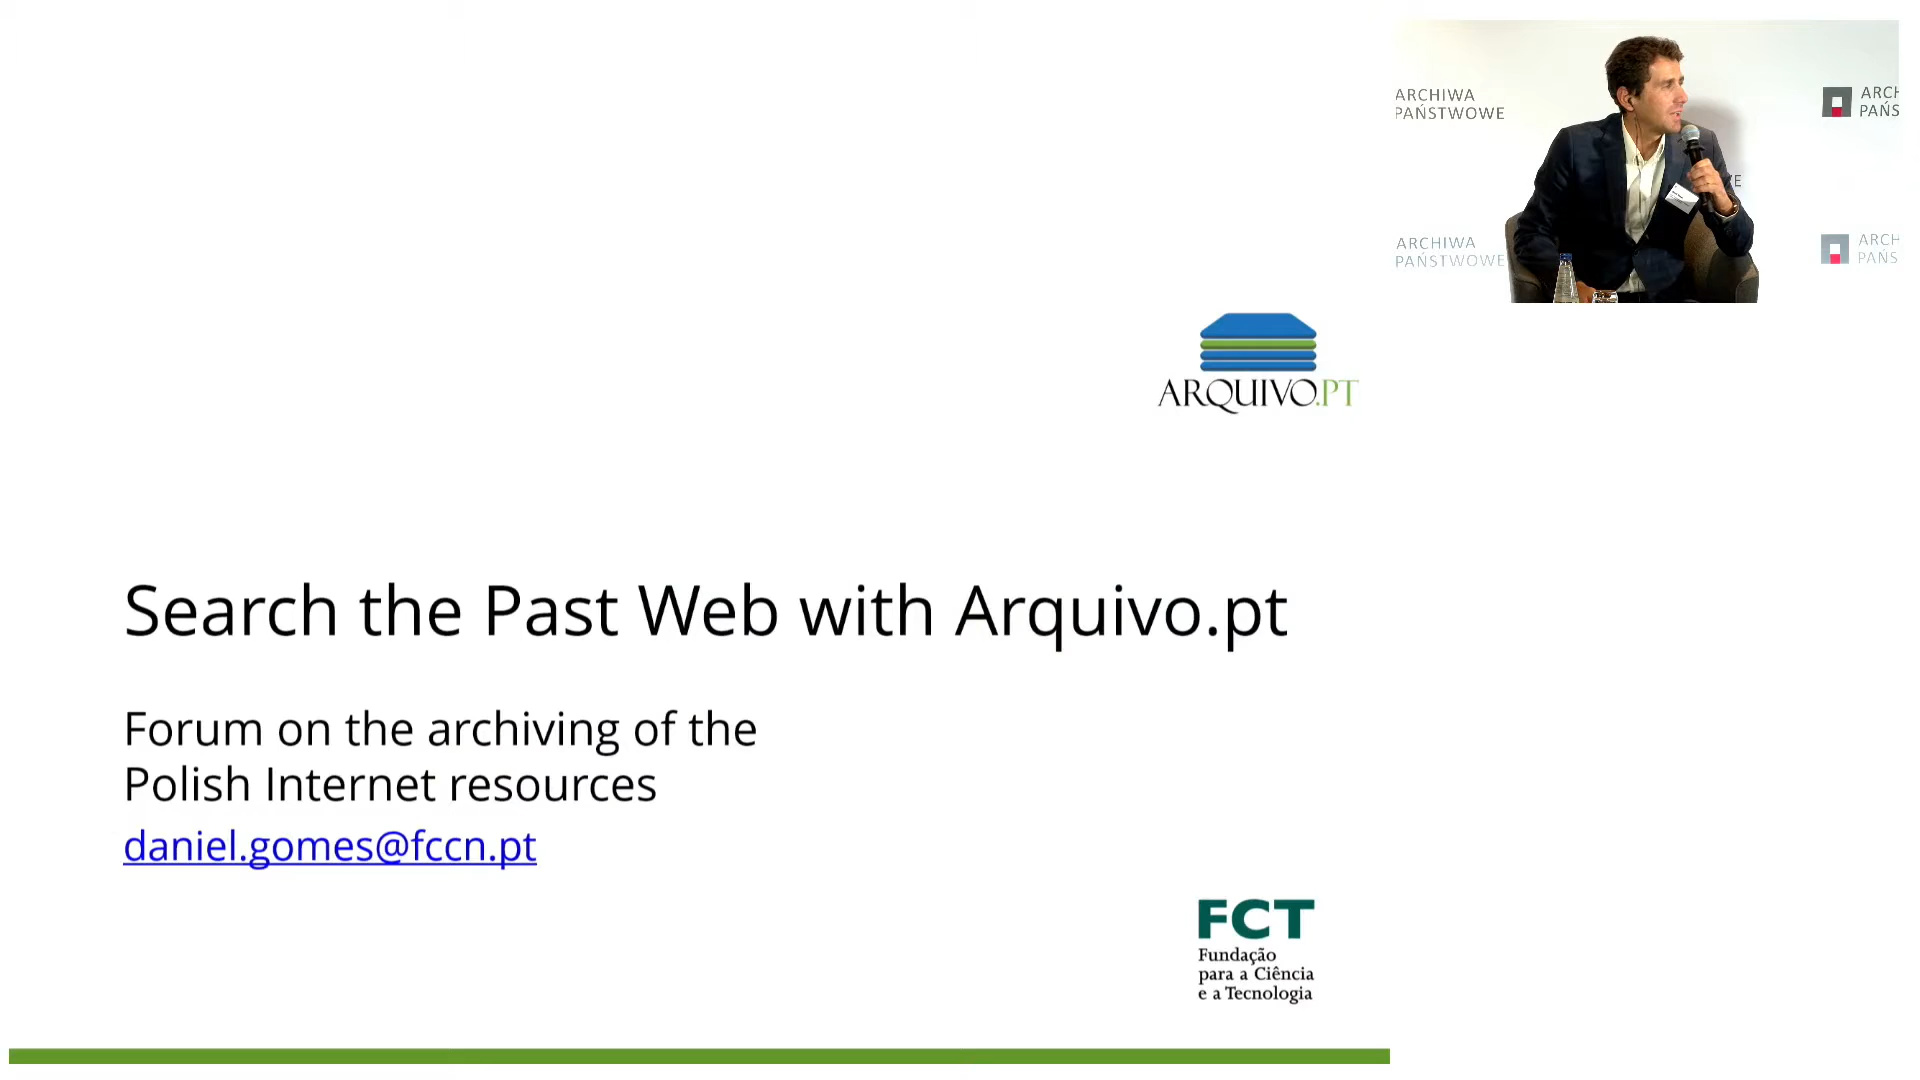 ARCHIWA
PAŃSTWOWE
ARCH
PAŃS
E
ARCHIWA
PAŃSTWOWE
ARCH
PAŃS
ARQUIVO.PT
Search the Past Web with Arquivo.pt
Forum on the archiving of the
Polish Internet resources
daniel.gomes@fccn.pt
FCT
Fundação
para a Ciência
e a Tecnologia